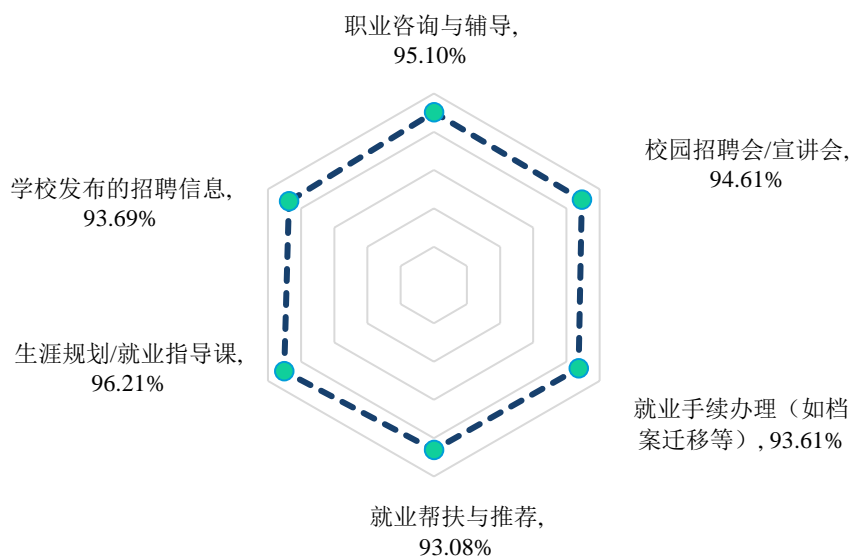 职业咨询与辅导,
95.10%
校园招聘会/宣讲会,
94.61%
学校发布的招聘信息,
93.69%
生涯规划/就业指导课,
96.21%
就业手续办理（如档
案迁移等）, 93.61%
就业帮扶与推荐,
93.08%